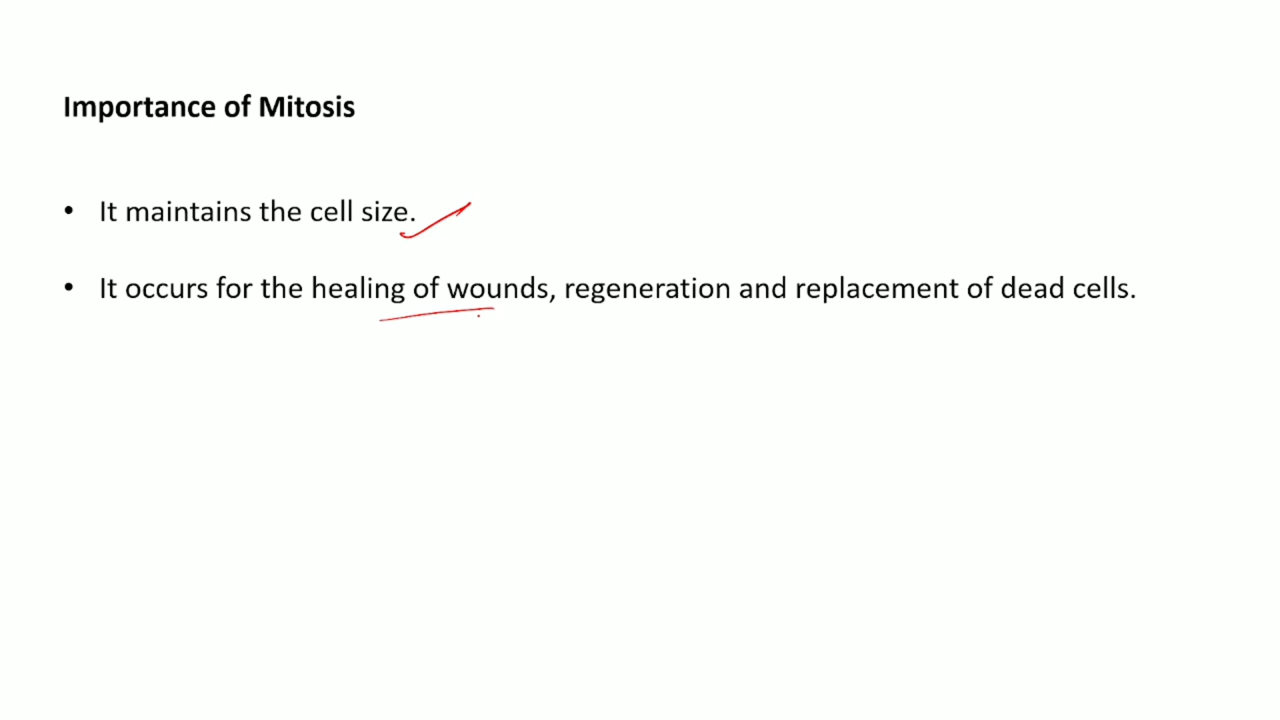 Importance of Mitosis
• It maintains the cell size.
• It occurs for the healing of wounds, regeneration and replacement of dead cells.